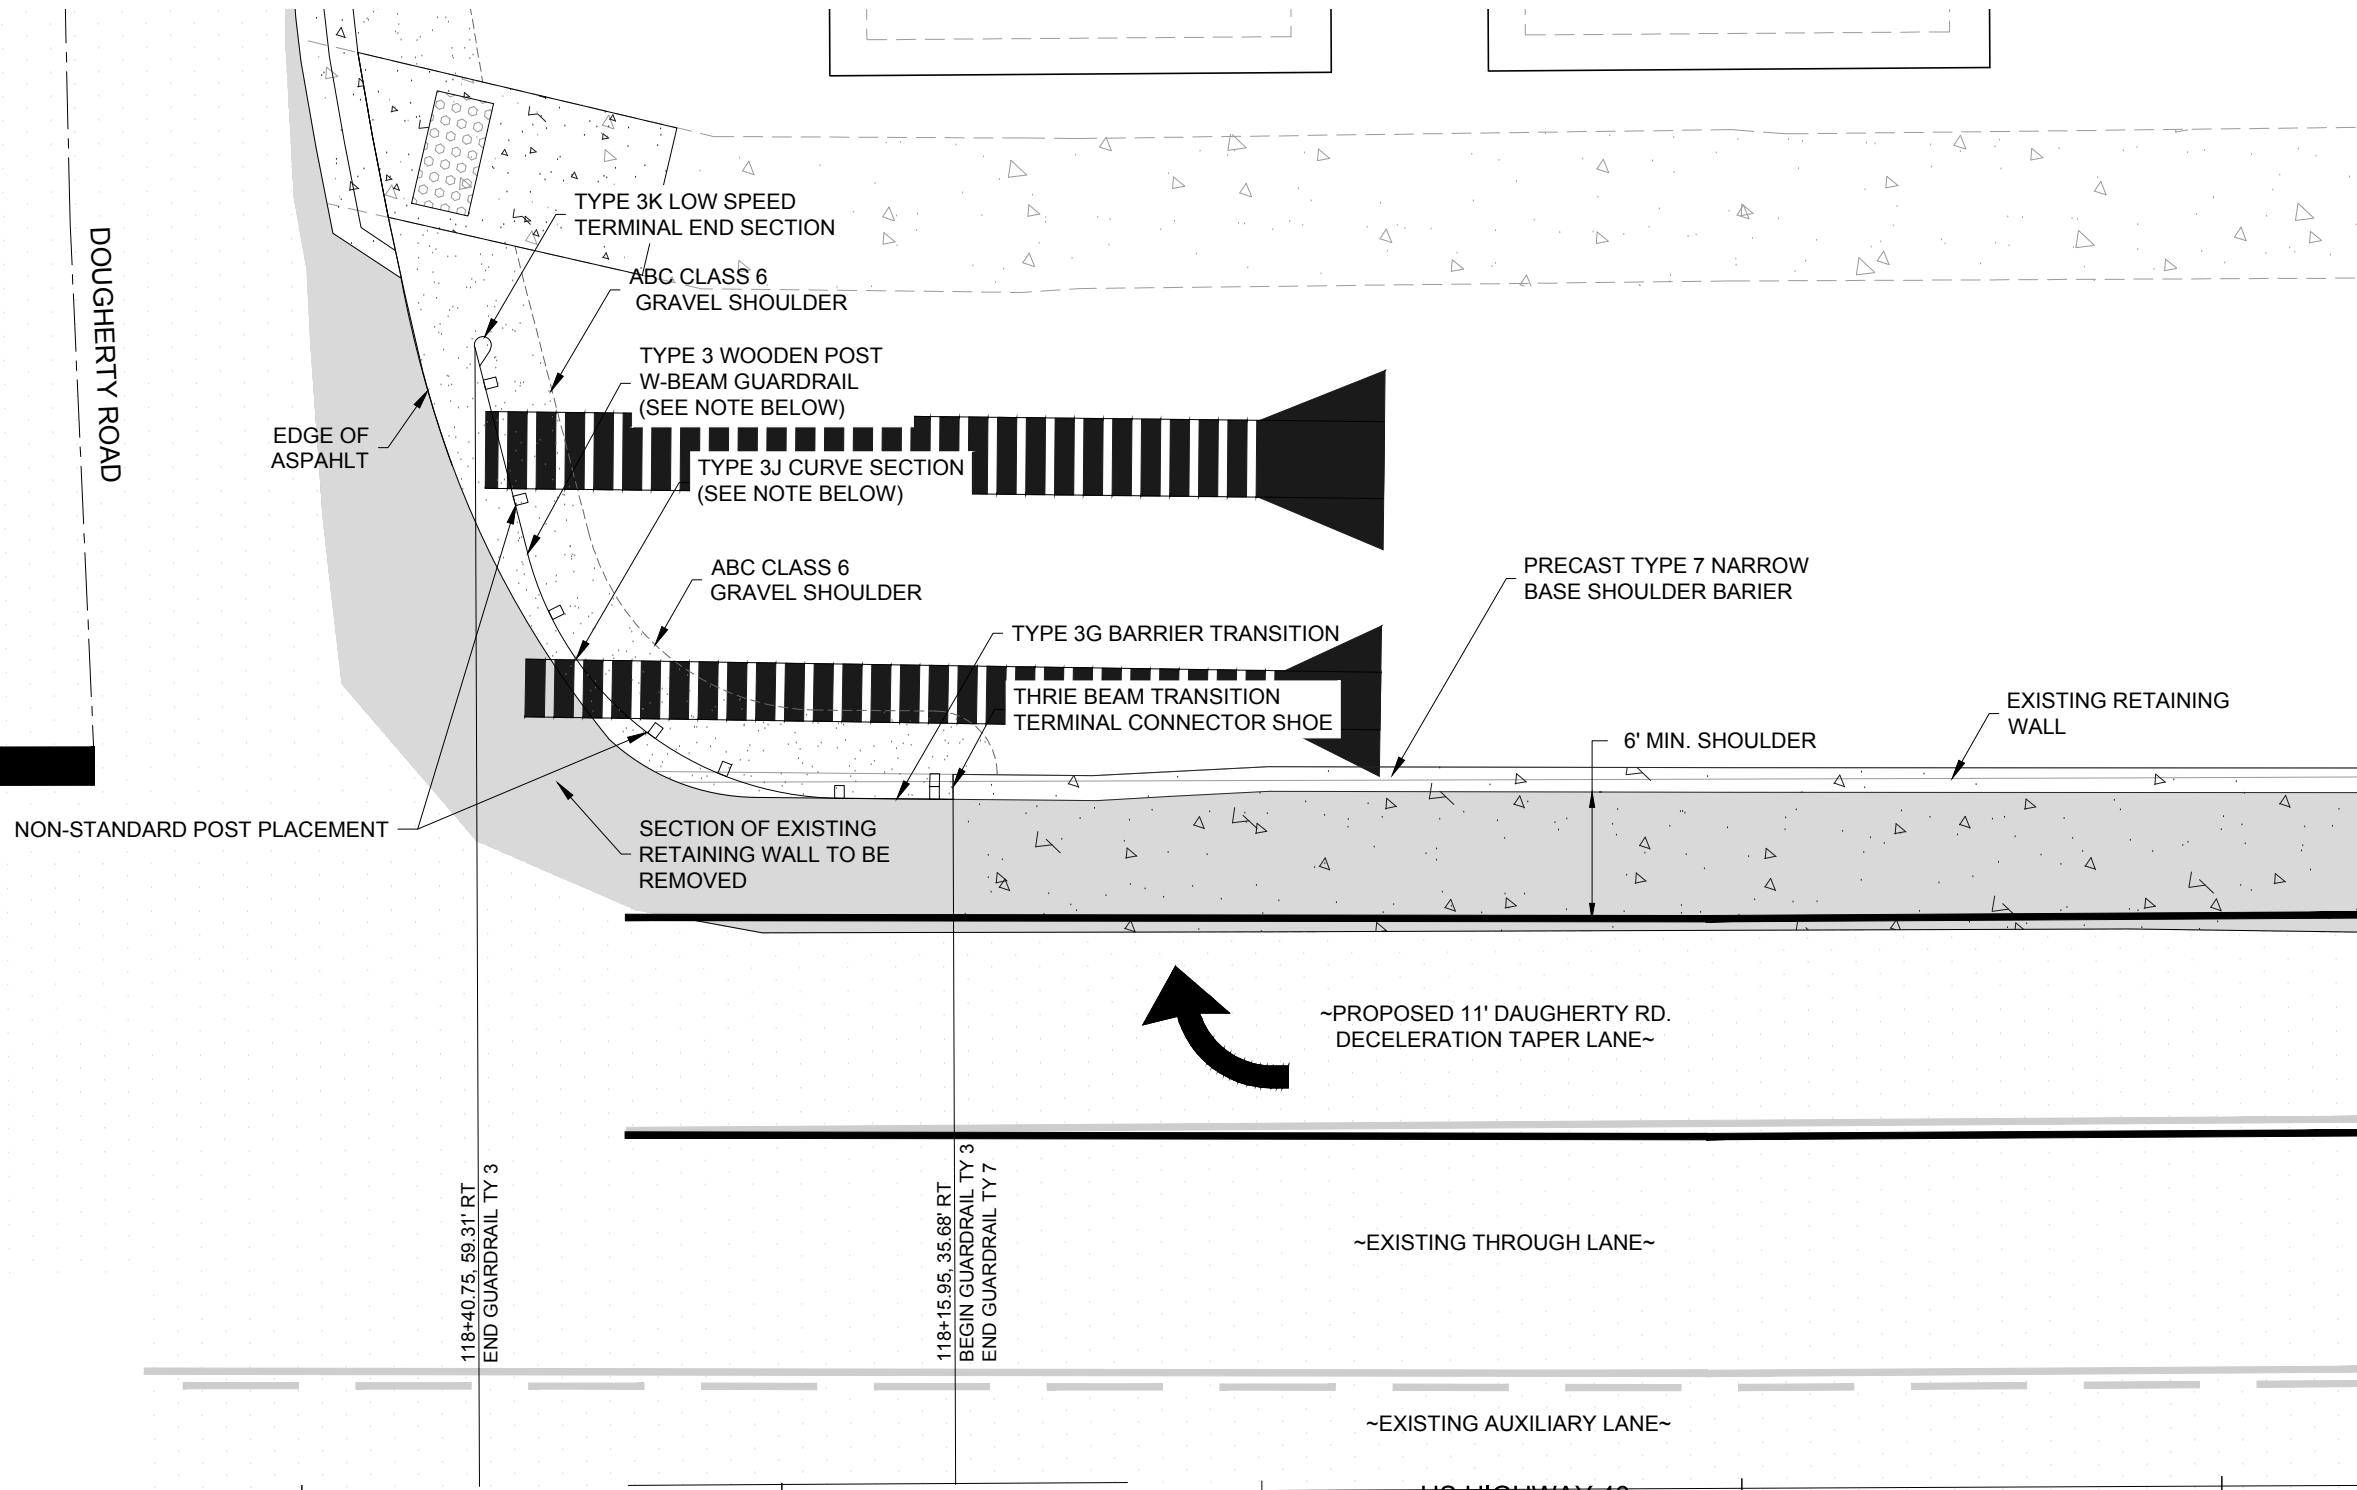 TYPE 3K LOW SPEED
TERMINAL END SECTION
ABC CLASS 6
GRAVEL SHOULDER
TYPE 3 WOODEN POST
W-BEAM GUARDRAIL
(SEE NOTE BELOW)
DOUGHERTY ROAD
EDGE OF
ASPAHLT
TYPE 3J CURVE SECTION
(SEE NOTE BELOW)
ABC CLASS 6
GRAVEL SHOULDER
PRECAST TYPE 7 NARROW
BASE SHOULDER BARIER
TYPE 3G BARRIER TRANSITION
THRIE BEAM TRANSITION
TERMINAL CONNECTOR SHOE
EXISTING RETAINING
WALL
6' MIN. SHOULDER
NON-STANDARD POST PLACEMENT
SECTION OF EXISTING
RETAINING WALL TO BE
REMOVED
~PROPOSED 11' DAUGHERTY RD.
DECELERATION TAPER LANE~
118+40.75, 59.31' RT
END GUARDRAIL TY 3
118+15.95, 35.68' RT
BEGIN GUARDRAIL TY 3
END GUARDRAIL TY 7
~EXISTING THROUGH LANE~
~EXISTING AUXILIARY LANE~